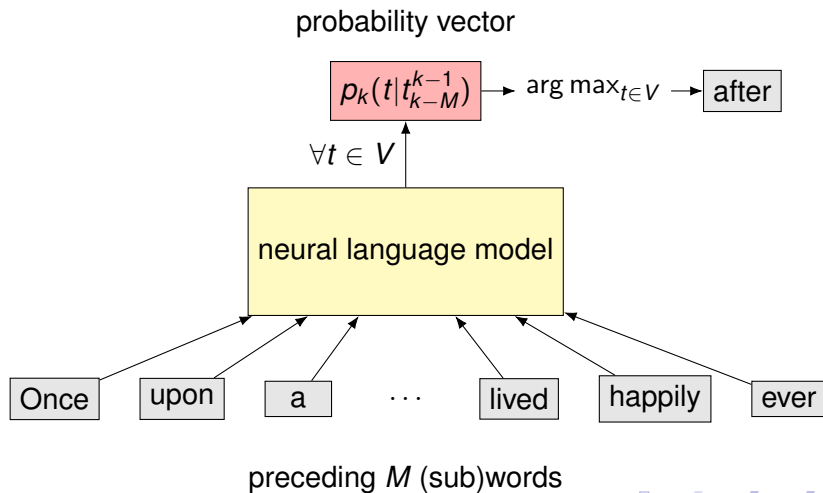 probability vector
p_k(t|t_{k−M}^{k−1}) arg max_{t∈V} after
∀t ∈ V
neural language model
Once upon a ··· lived happily ever
preceding M (sub)words